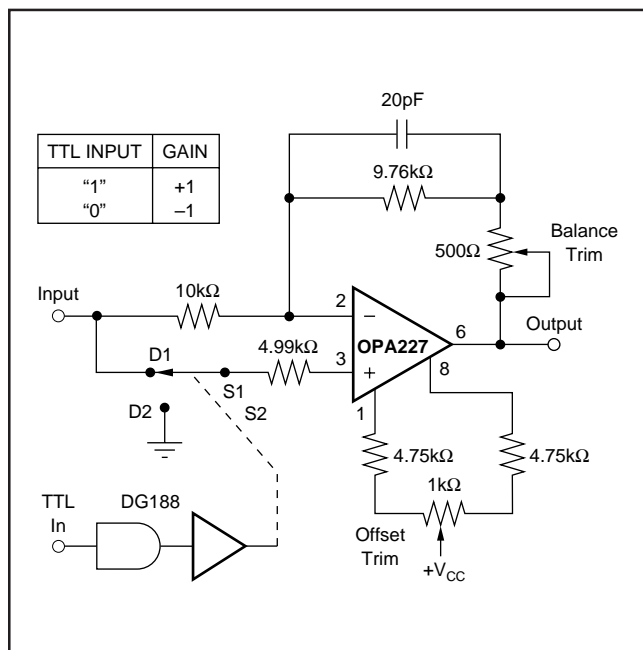 20pF
TTL INPUT GAIN
"1" +1
"0" –1
9.76kΩ
500Ω
Balance
Trim
Input
10kΩ
2
–
OPA227
6
Output
D1
4.99kΩ
3
+
8
S1
S2
D2
1
4.75kΩ
4.75kΩ
1kΩ
TTL
In
DG188
Offset
Trim
+VCC